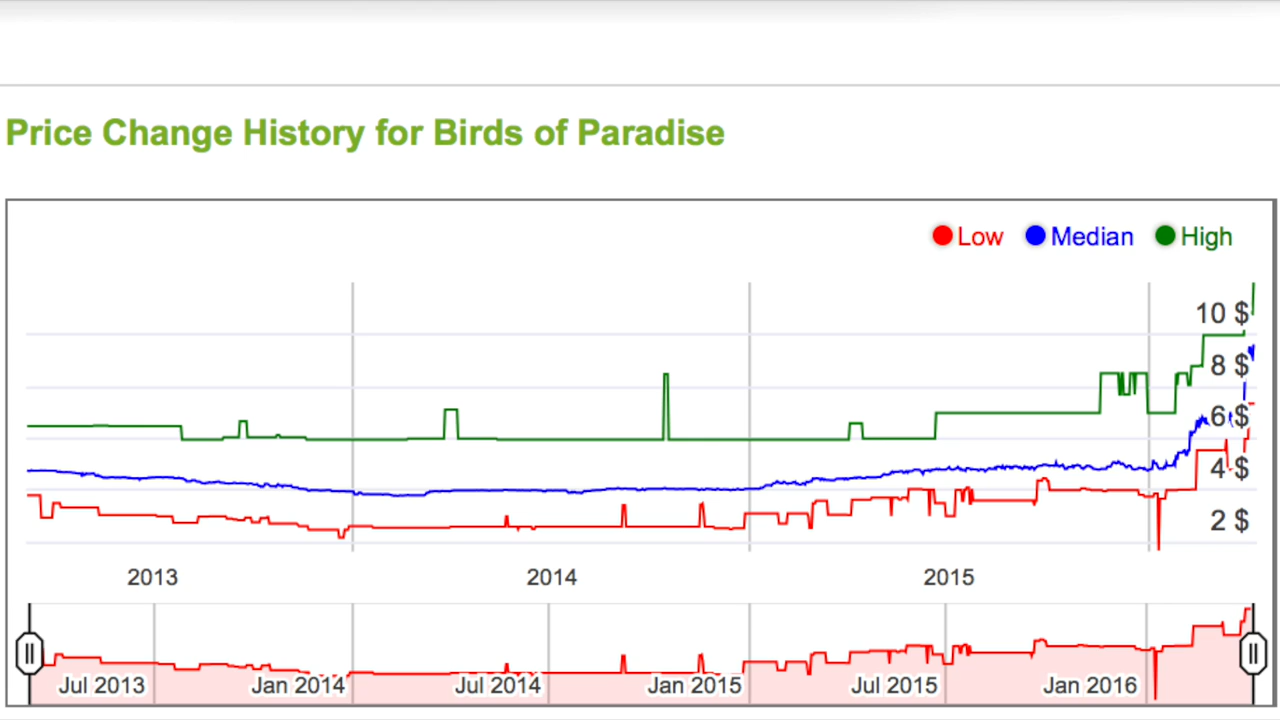 Price Change History for Birds of Paradise
Low Median High
10 $
8 $
6 $
4 $
2 $
2013 2014 2015
Jul 2013 Jan 2014 Jul 2014 Jan 2015 Jul 2015 Jan 2016